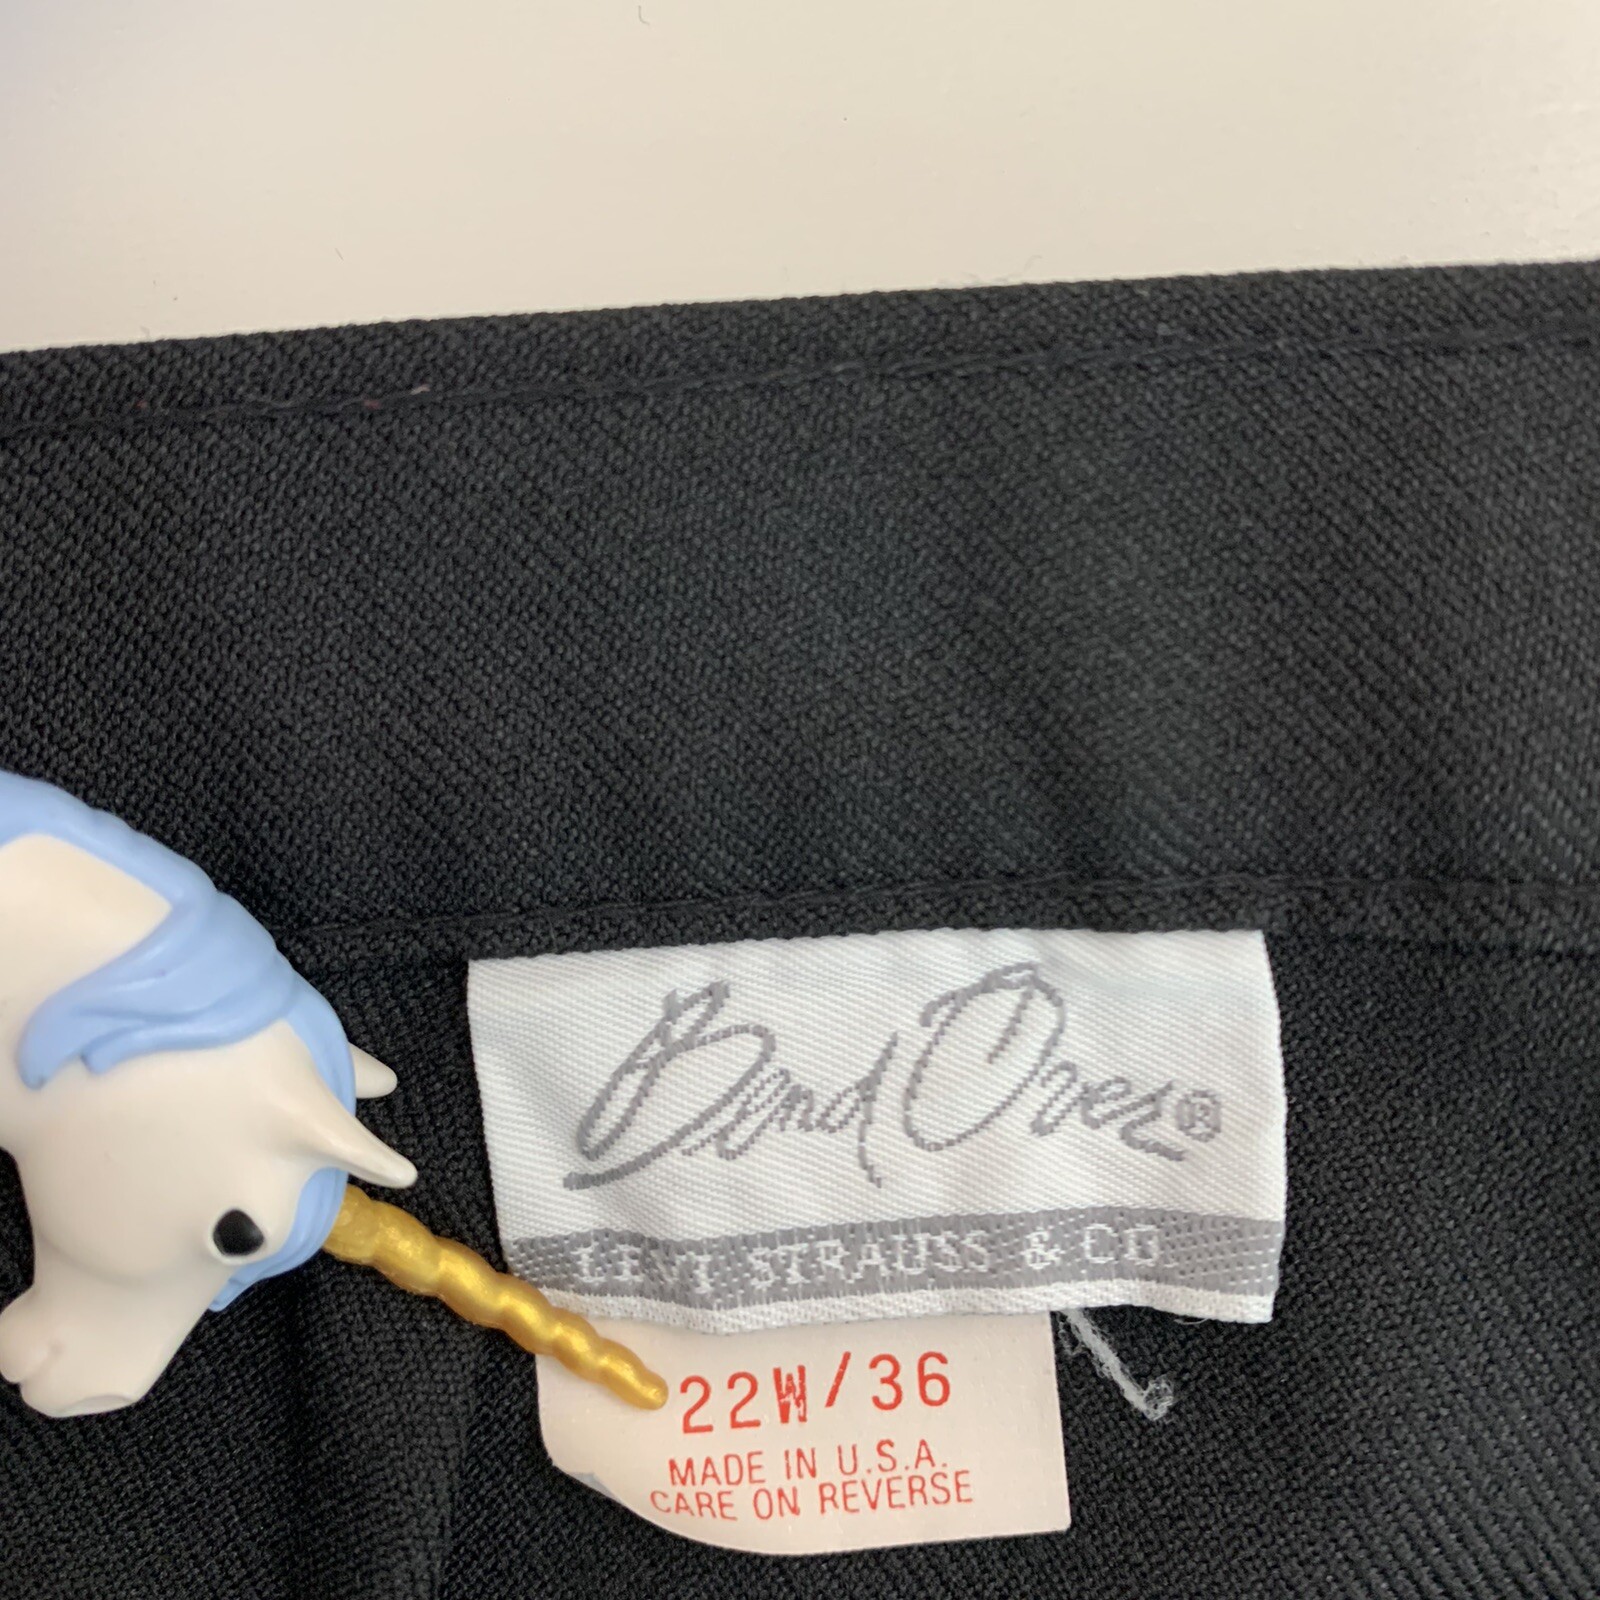 Bend Over®
LEVI STRAUSS & CO.
22W/36
MADE IN U.S.A.
CARE ON REVERSE